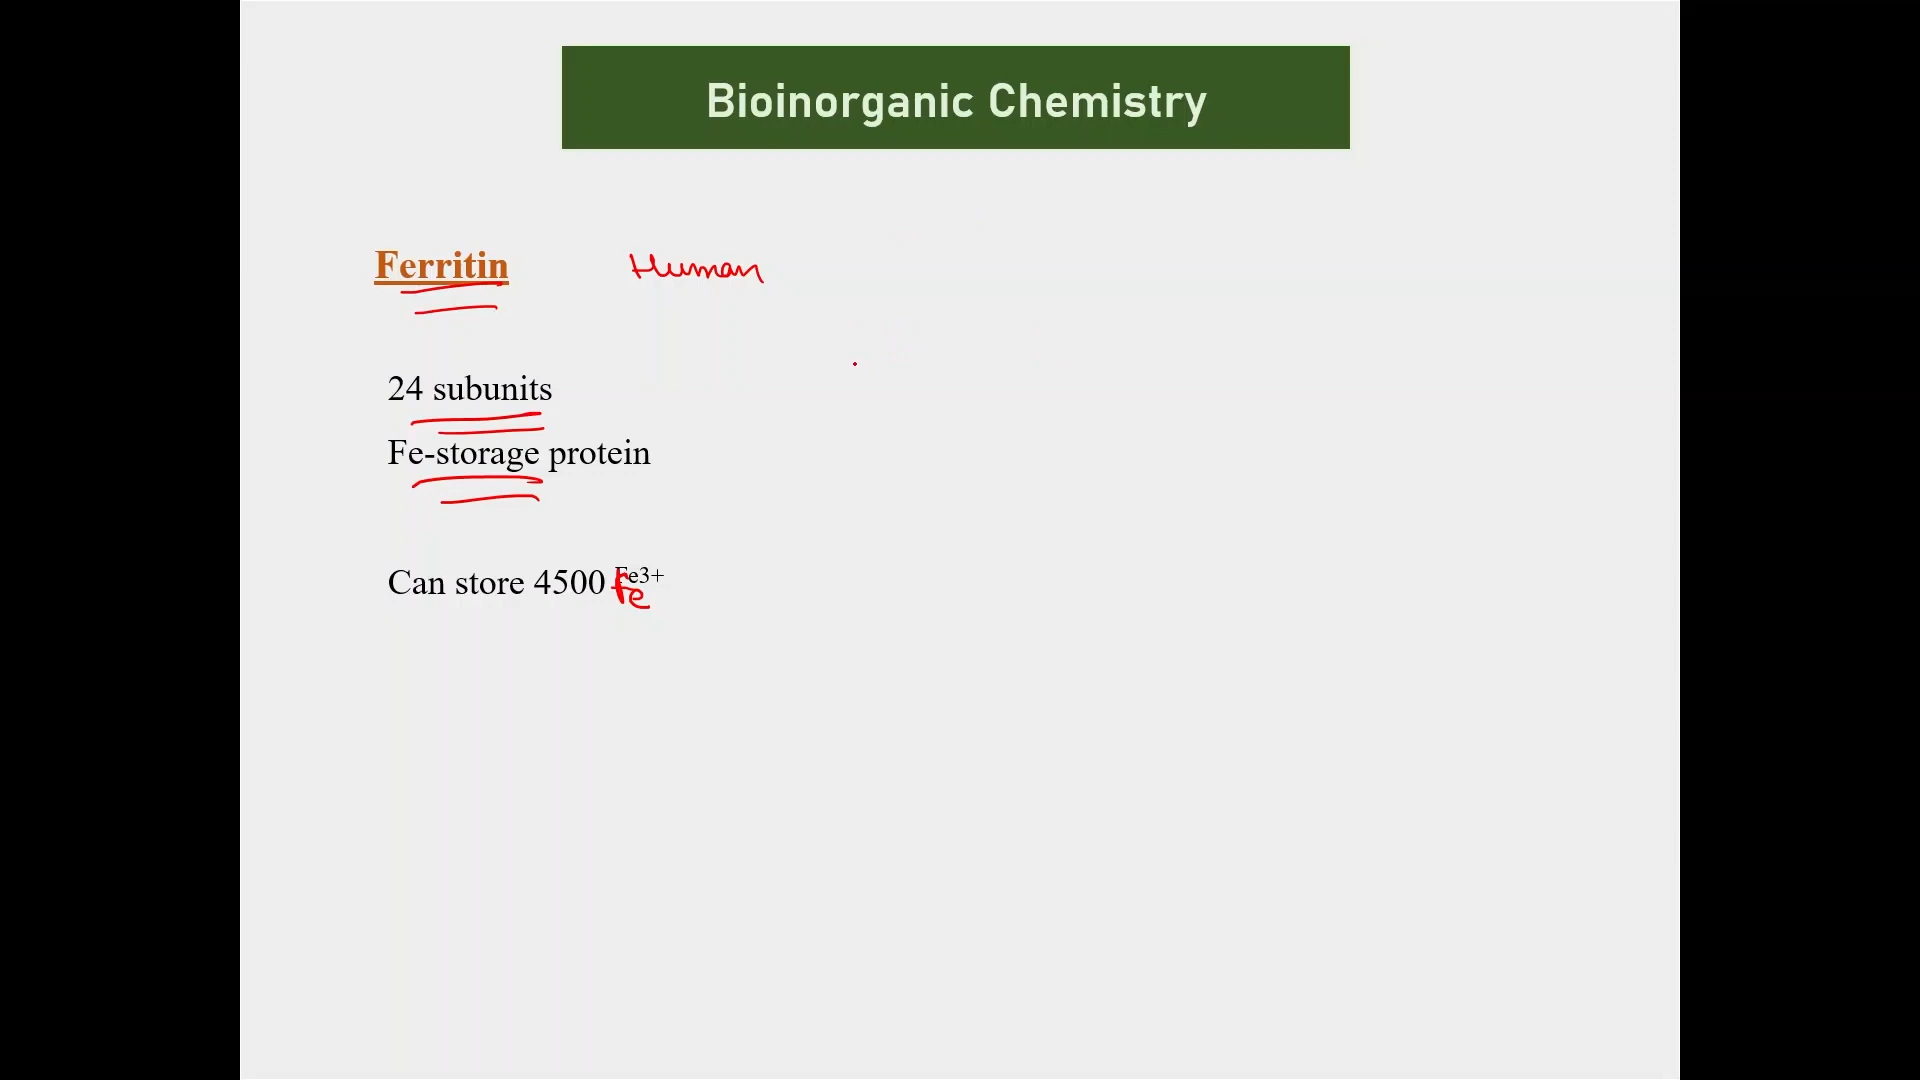 Bioinorganic Chemistry
Ferritin Human
24 subunits
Fe-storage protein
Can store 4500 Fe3+
Fe